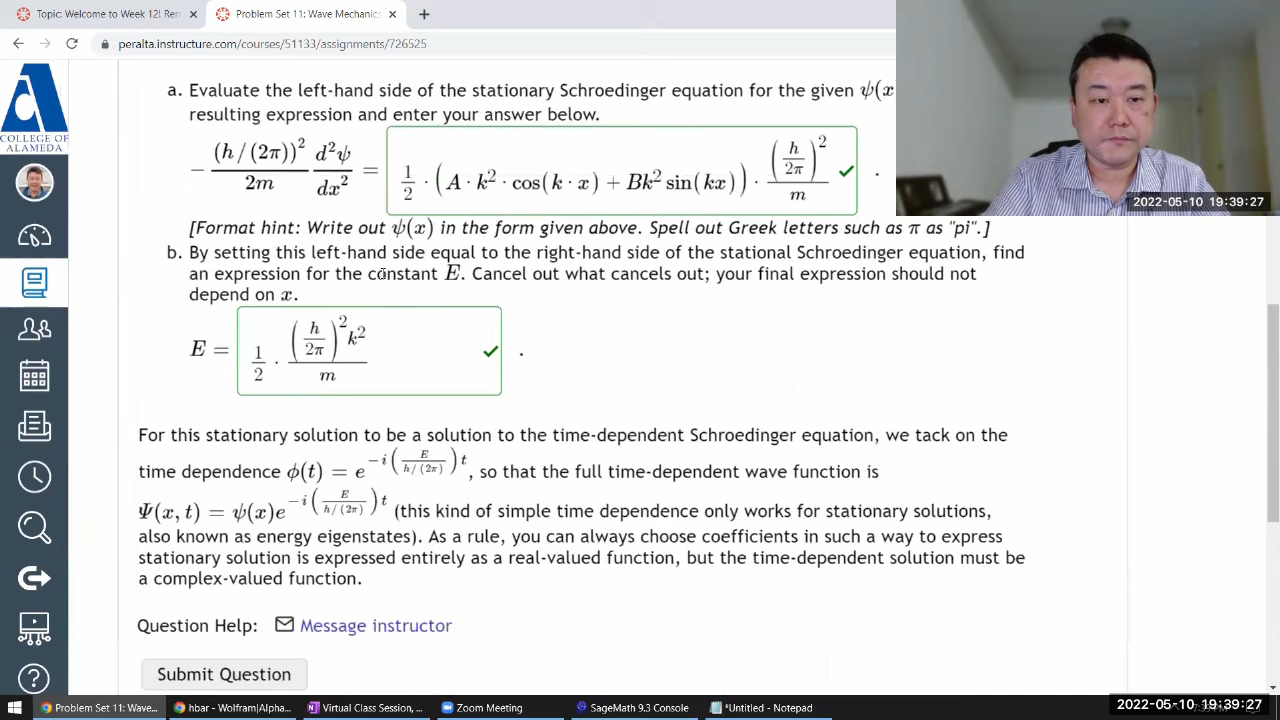 Topic for Week 12l
Problem Set 11: Wave
peralta.instructure.com/courses/51133/assignments/726525
COLLEGE OF
ALAMEDA
a. Evaluate the left-hand side of the stationary Schroedinger equation for the given ψ(x
resulting expression and enter your answer below.
− (h/(2π))² / 2m d²ψ / dx² = 1/2 · (A · k² · cos(k · x) + Bk² sin(kx)) · (h/2π)² / m .
[Format hint: Write out ψ(x) in the form given above. Spell out Greek letters such as π as "pi".]
b. By setting this left-hand side equal to the right-hand side of the stational Schroedinger equation, find
an expression for the constant E. Cancel out what cancels out; your final expression should not
depend on x.
E = 1/2 · (h/2π)² k² / m .
For this stationary solution to be a solution to the time-dependent Schroedinger equation, we tack on the
time dependence ϕ(t) = e^(−i(E / h/(2π))t), so that the full time-dependent wave function is
Ψ(x, t) = ψ(x)e^(−i(E / h/(2π))t) (this kind of simple time dependence only works for stationary solutions,
also known as energy eigenstates). As a rule, you can always choose coefficients in such a way to express
stationary solution is expressed entirely as a real-valued function, but the time-dependent solution must be
a complex-valued function.
Question Help: Message instructor
Submit Question
2022-05-10 19:39:27
Problem Set 11: Wave...
hbar - Wolfram|Alpha...
Virtual Class Session, ...
Zoom Meeting
SageMath 9.3 Console
*Untitled - Notepad
2022-05-10 19:39:27